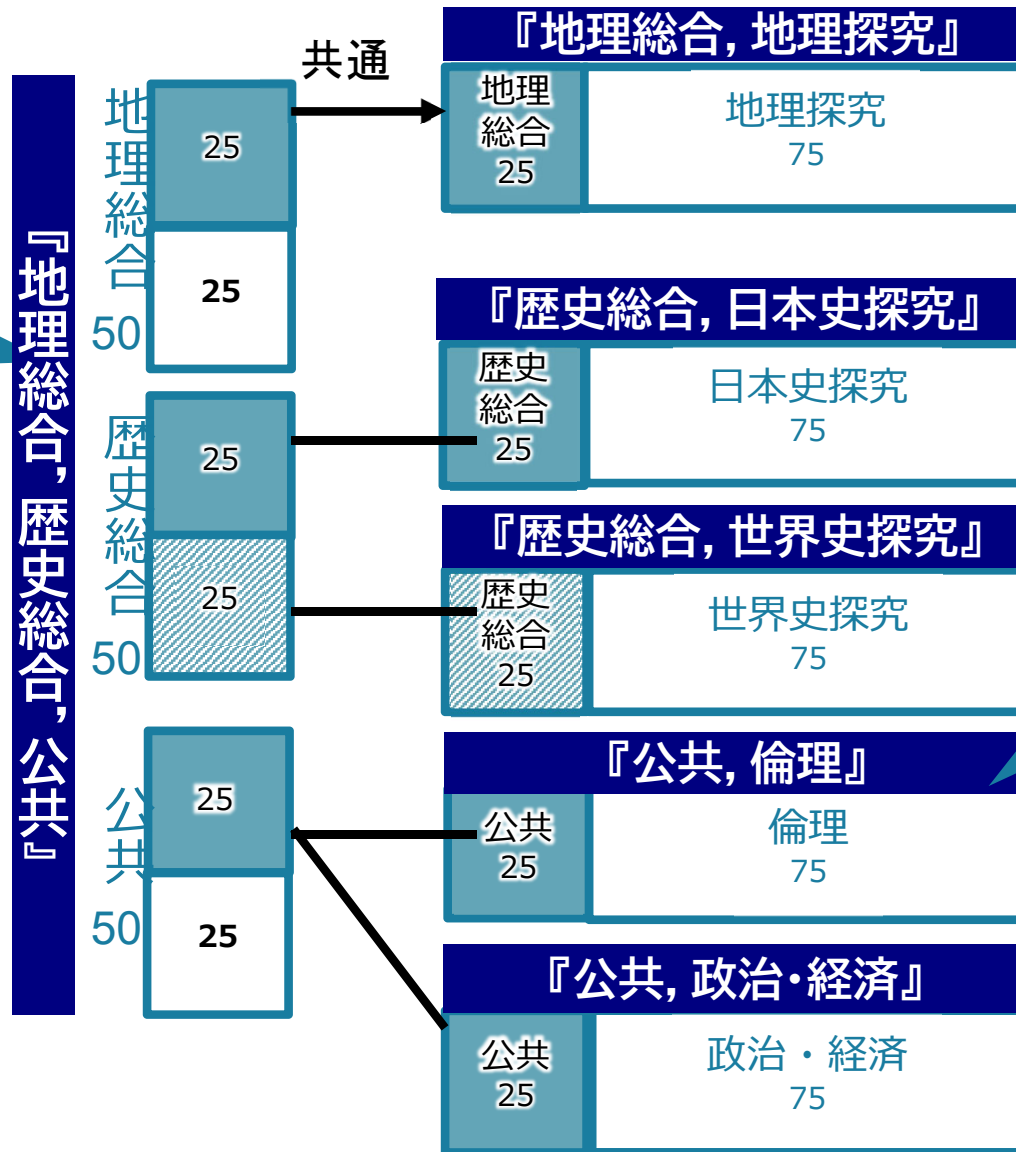 『地理総合, 歴史総合, 公共』
共通
地理総合
50
25
25
歴史総合
50
25
25
公共
50
25
25
『地理総合, 地理探究』
地理
総合
25
地理探究
75
『歴史総合, 日本史探究』
歴史
総合
25
日本史探究
75
『歴史総合, 世界史探究』
歴史
総合
25
世界史探究
75
『公共, 倫理』
公共
25
倫理
75
『公共, 政治・経済』
公共
25
政治・経済
75